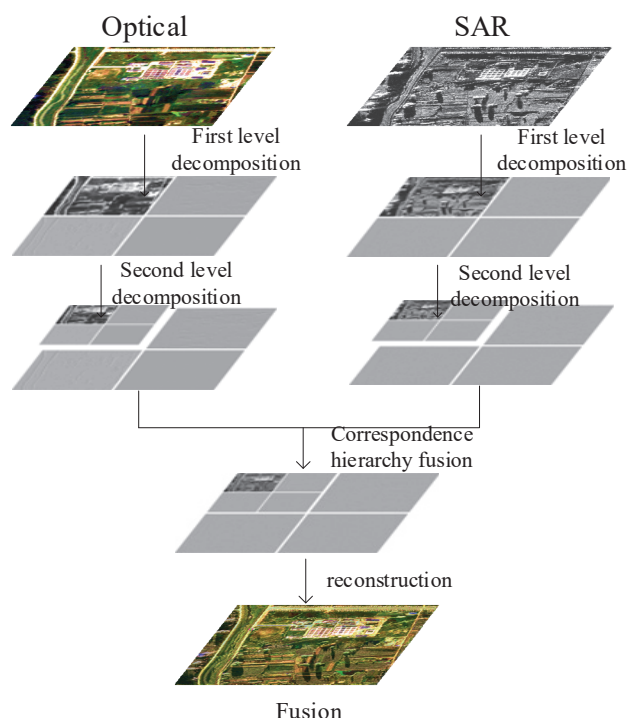 Optical
SAR
First level
decomposition
First level
decomposition
Second level
decomposition
Second level
decomposition
Correspondence
hierarchy fusion
reconstruction
Fusion